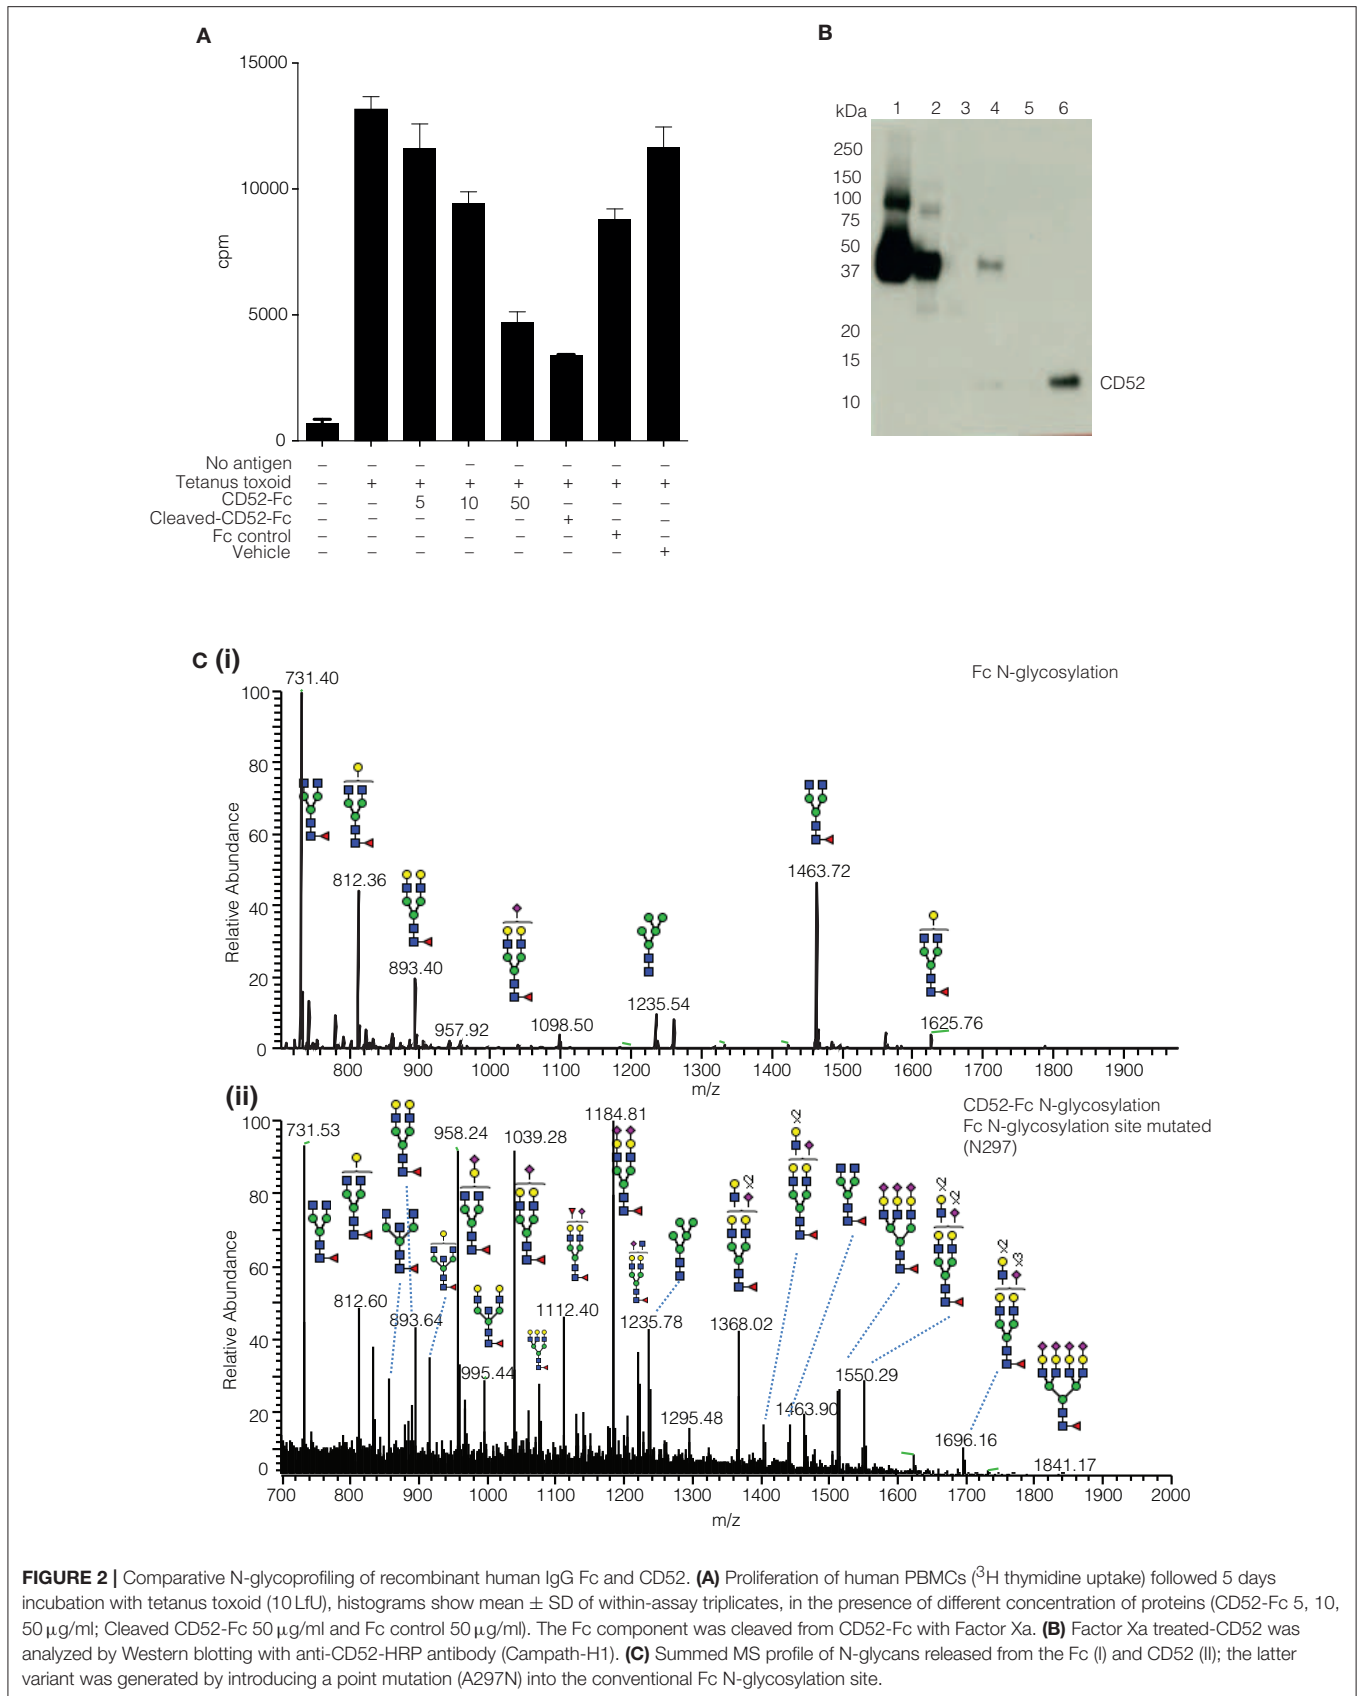 A
15000
10000
5000
0
cpm
No antigen – – – – – – – –
Tetanus toxoid – + + + + + + +
CD52-Fc – – 5 10 50 – – –
Cleaved-CD52-Fc – – – – – + – –
Fc control – – – – – – + –
Vehicle – – – – – – – +
B
kDa 1 2 3 4 5 6
250
150
100
75
50
37
20
15
10
CD52
C (i)
Fc N-glycosylation
Relative Abundance
100
80
60
40
20
0
731.40
812.36
893.40
957.92
1098.50
1235.54
1463.72
1625.76
800 900 1000 1100 1200 1300 1400 1500 1600 1700 1800 1900
m/z
(ii)
CD52-Fc N-glycosylation
Fc N-glycosylation site mutated
(N297)
Relative Abundance
100
80
60
40
20
0
731.53
812.60
893.64
958.24
995.44
1039.28
1112.40
1184.81
1235.78
1295.48
1368.02
1463.90
1550.29
1696.16
1841.17
x2
x2
x2
x2
x2
x3
700 800 900 1000 1100 1200 1300 1400 1500 1600 1700 1800 1900 2000
m/z
FIGURE 2 | Comparative N-glycoprofiling of recombinant human IgG Fc and CD52. (A) Proliferation of human PBMCs (³H thymidine uptake) followed 5 days
incubation with tetanus toxoid (10 LfU), histograms show mean ± SD of within-assay triplicates, in the presence of different concentration of proteins (CD52-Fc 5, 10,
50 μg/ml; Cleaved CD52-Fc 50 μg/ml and Fc control 50 μg/ml). The Fc component was cleaved from CD52-Fc with Factor Xa. (B) Factor Xa treated-CD52 was
analyzed by Western blotting with anti-CD52-HRP antibody (Campath-H1). (C) Summed MS profile of N-glycans released from the Fc (I) and CD52 (II); the latter
variant was generated by introducing a point mutation (A297N) into the conventional Fc N-glycosylation site.